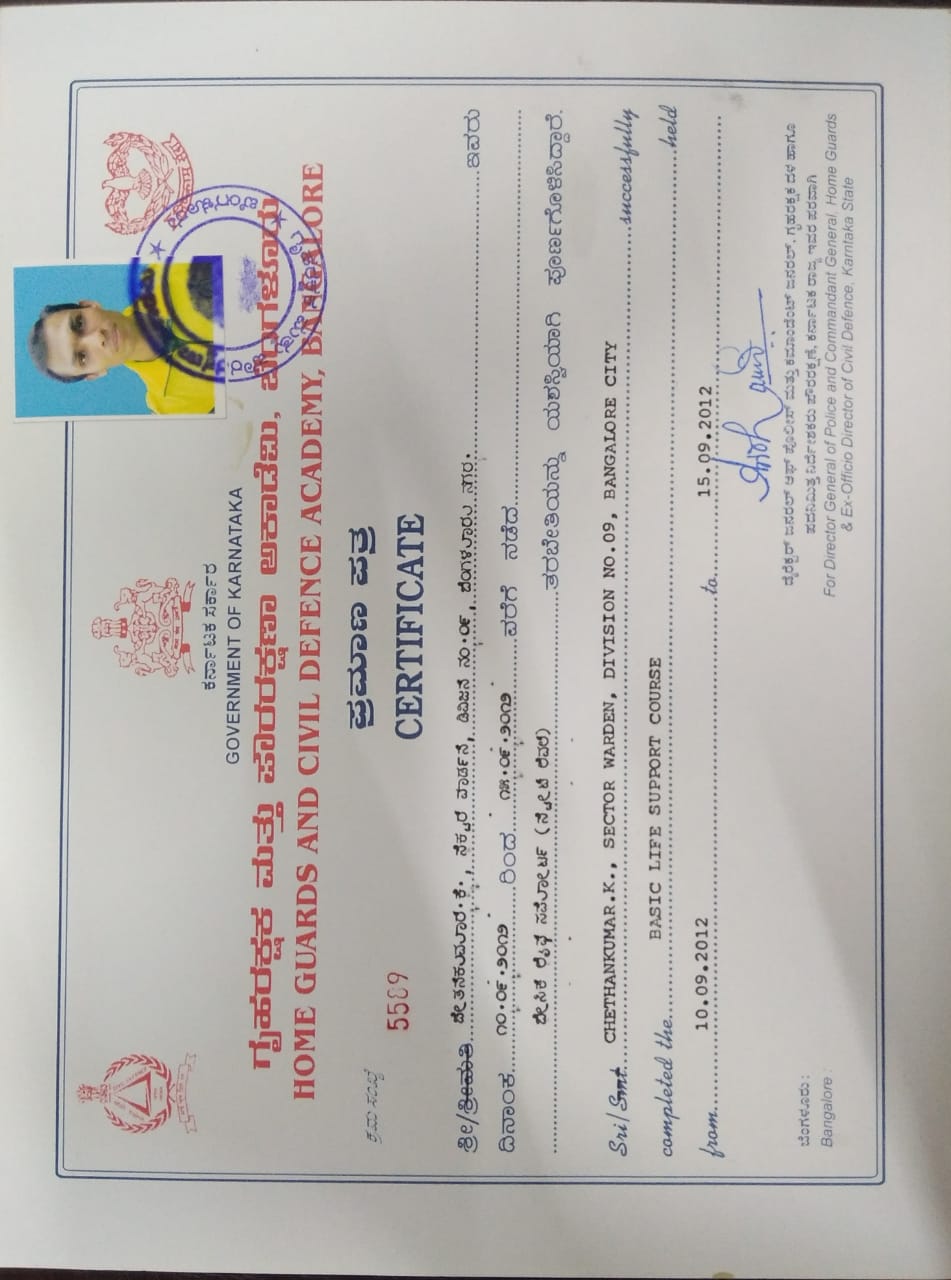 ಕರ್ನಾಟಕ ಸರ್ಕಾರ
GOVERNMENT OF KARNATAKA
ಗೃಹರಕ್ಷಕ ಮತ್ತು ಪೌರರಕ್ಷಣಾ ಅಕಾಡೆಮಿ, ಬೆಂಗಳೂರು
HOME GUARDS AND CIVIL DEFENCE ACADEMY, BANGALORE
ಪ್ರಮಾಣ ಪತ್ರ
CERTIFICATE
ಕ್ರಮ ಸಂಖ್ಯೆ 5589
ಶ್ರೀ/ಶ್ರೀಮತಿ ಚೇತನಕುಮಾರ್.ಕೆ., ಸೆಕ್ಟರ್ ವಾರ್ಡನ್, ಡಿವಿಜನ್ ನಂ.೦೯, ಬೆಂಗಳೂರು ನಗರ. ಇವರು
ದಿನಾಂಕ ೧೦.೦೯.೨೦೧೨ ರಿಂದ ೧೫.೦೯.೨೦೧೨ ವರೆಗೆ ನಡೆದ
ಬೇಸಿಕ್ ಲೈಫ್ ಸಪೋರ್ಟ್ ತರಬೇತಿಯನ್ನು ಯಶಸ್ವಿಯಾಗಿ ಪೂರ್ಣಗೊಳಿಸಿದ್ದಾರೆ.
Sri/Smt. CHETHANKUMAR.K., SECTOR WARDEN, DIVISION NO.09, BANGALORE CITY successfully
completed the BASIC LIFE SUPPORT COURSE held
from 10.09.2012 to 15.09.2012
ಡೈರೆಕ್ಟರ್ ಜನರಲ್ ಆಫ್ ಪೊಲೀಸ್ ಮತ್ತು ಕಮಾಂಡೆಂಟ್ ಜನರಲ್, ಗೃಹರಕ್ಷಕ ದಳ ಹಾಗೂ
ಪದನಿಮಿತ್ತ ನಿರ್ದೇಶಕರು ಪೌರರಕ್ಷಣೆ, ಕರ್ನಾಟಕ ರಾಜ್ಯ ಇವರ ಪರವಾಗಿ
For Director General of Police and Commandant General, Home Guards
& Ex-Officio Director of Civil Defence, Karntaka State
ಬೆಂಗಳೂರು :
Bangalore :